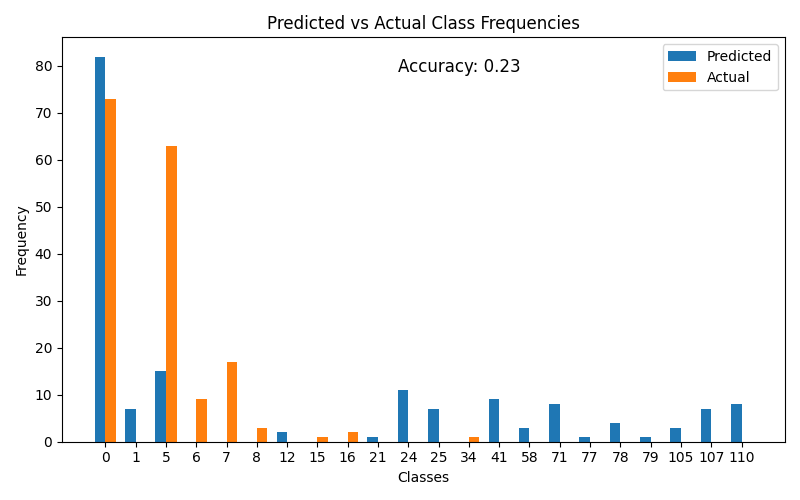 Predicted vs Actual Class Frequencies
Accuracy: 0.23
Predicted
Actual
80
70
60
50
40
30
20
10
0
Frequency
0 1 5 6 7 8 12 15 16 21 24 25 34 41 58 71 77 78 79 105 107 110
Classes